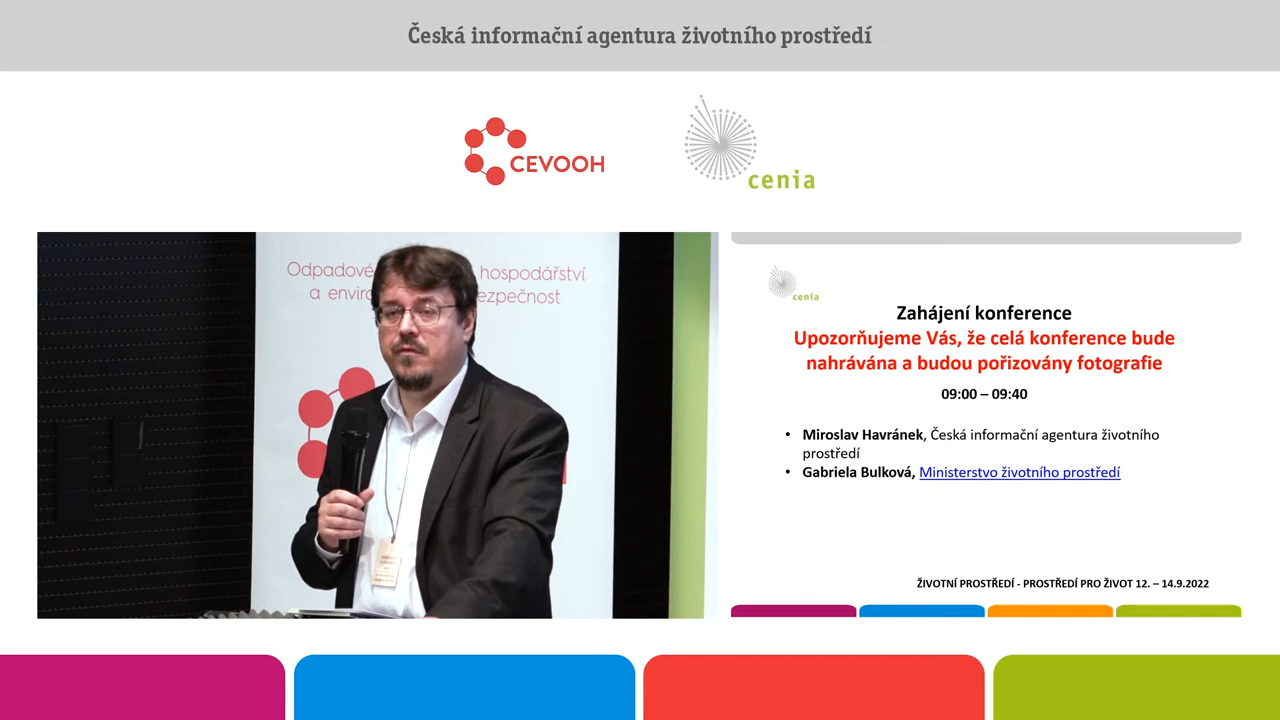 Česká informační agentura životního prostředí
CEVOOH
cenia
Odpadové hospodářství
a enviro ezpečnost
cenia
Zahájení konference
Upozorňujeme Vás, že celá konference bude
nahrávána a budou pořizovány fotografie
09:00 – 09:40
• Miroslav Havránek, Česká informační agentura životního
prostředí
• Gabriela Bulková, Ministerstvo životního prostředí
ŽIVOTNÍ PROSTŘEDÍ - PROSTŘEDÍ PRO ŽIVOT 12. – 14.9.2022